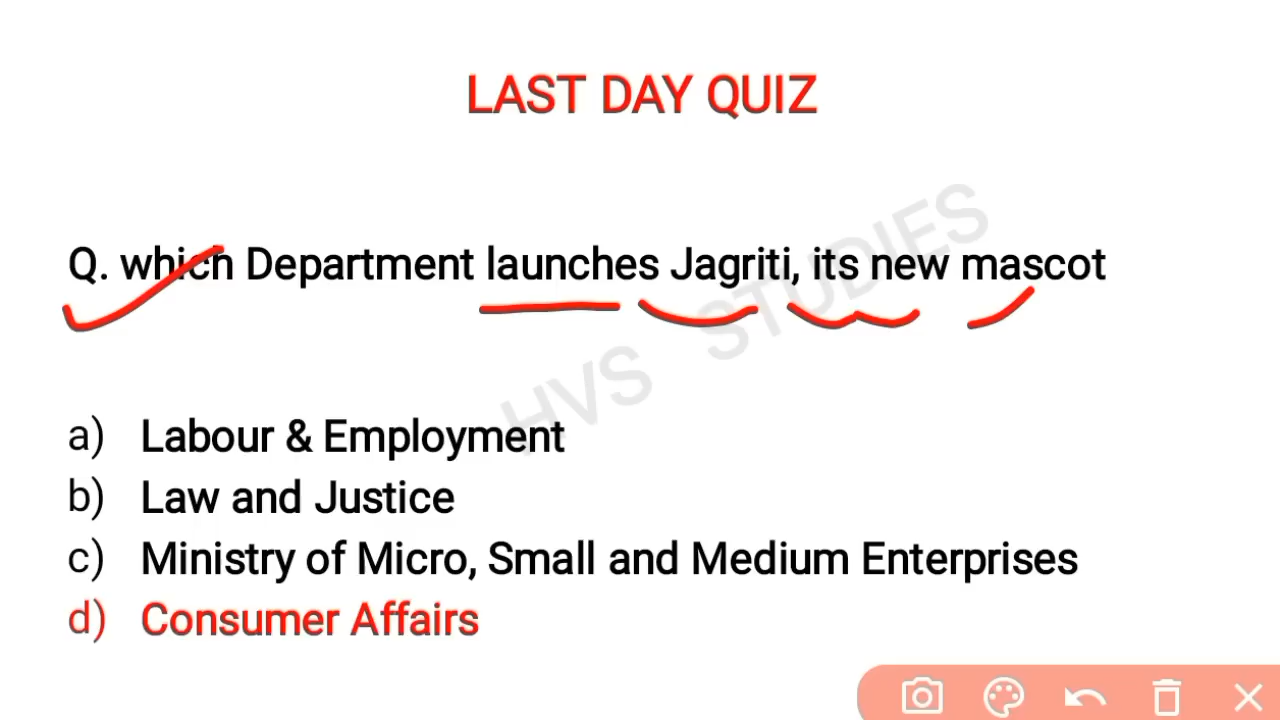 LAST DAY QUIZ
Q. which Department launches Jagriti, its new mascot
HVS STUDIES
a) Labour & Employment
b) Law and Justice
c) Ministry of Micro, Small and Medium Enterprises
d) Consumer Affairs